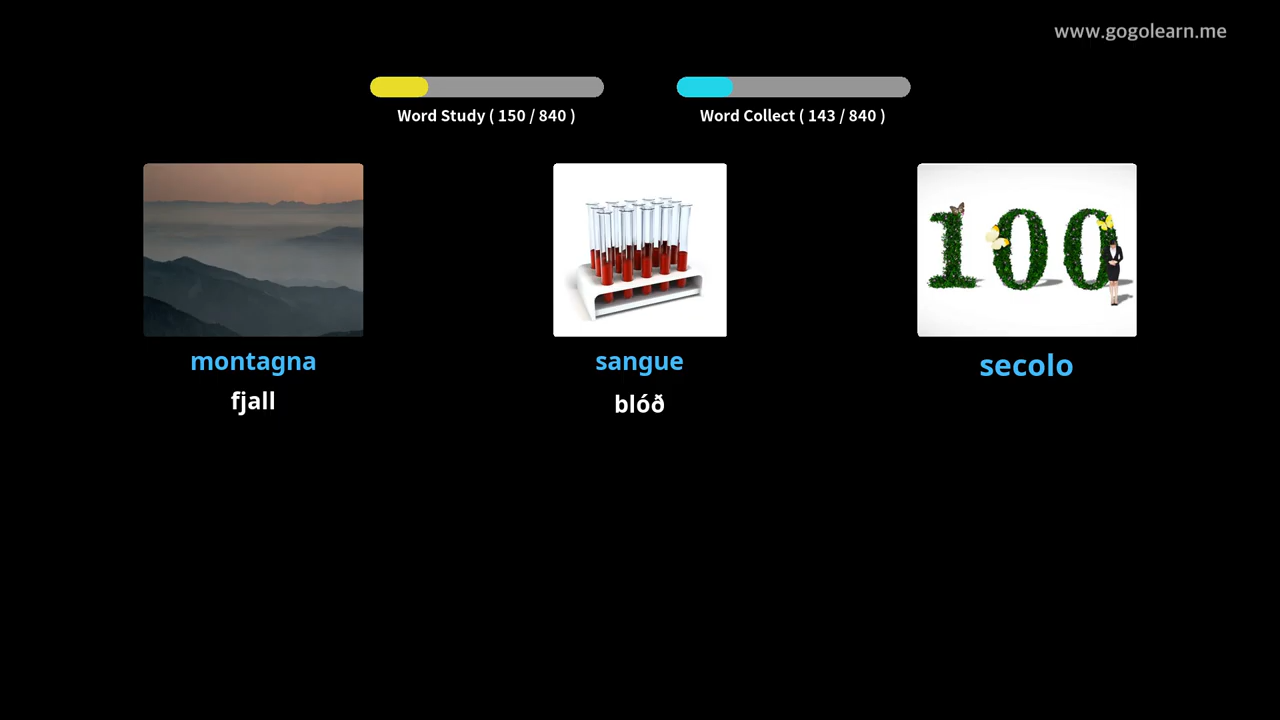 www.gogolearn.me
Word Study ( 150 / 840 )
Word Collect ( 143 / 840 )
100
montagna
sangue
secolo
fjall
blóð